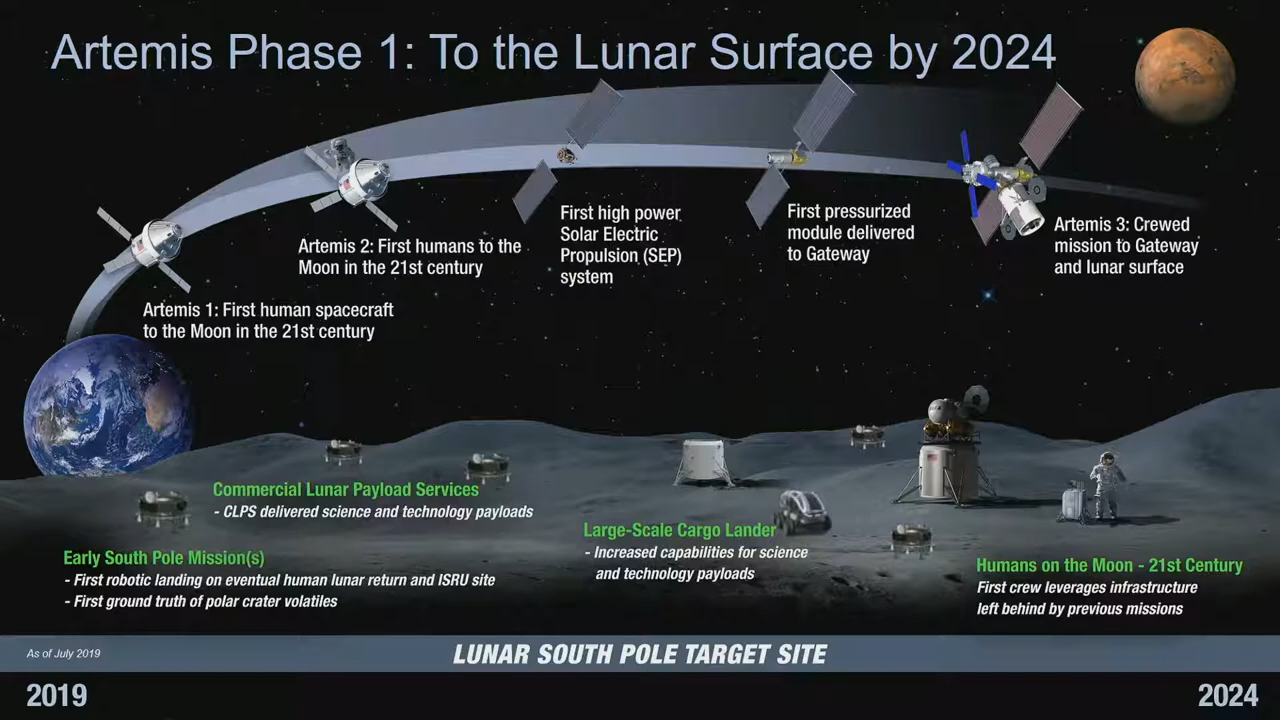 Artemis Phase 1: To the Lunar Surface by 2024
Artemis 1: First human spacecraft
to the Moon in the 21st century
Artemis 2: First humans to the
Moon in the 21st century
First high power
Solar Electric
Propulsion (SEP)
system
First pressurized
module delivered
to Gateway
Artemis 3: Crewed
mission to Gateway
and lunar surface
Commercial Lunar Payload Services
- CLPS delivered science and technology payloads
Early South Pole Mission(s)
- First robotic landing on eventual human lunar return and ISRU site
- First ground truth of polar crater volatiles
Large-Scale Cargo Lander
- Increased capabilities for science
and technology payloads
Humans on the Moon - 21st Century
First crew leverages infrastructure
left behind by previous missions
As of July 2019
LUNAR SOUTH POLE TARGET SITE
2019
2024